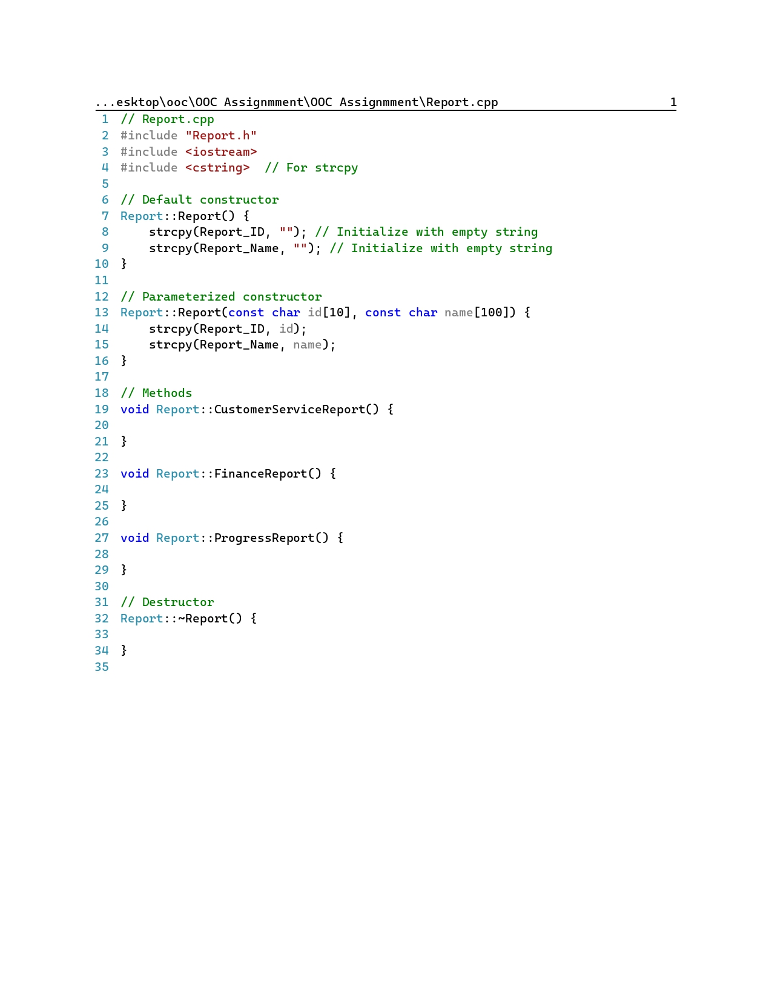 ...esktop\ooc\OOC Assignmment\OOC Assignmment\Report.cpp 1
1 // Report.cpp
2 #include "Report.h"
3 #include <iostream>
4 #include <cstring>  // For strcpy
5
6 // Default constructor
7 Report::Report() {
8     strcpy(Report_ID, ""); // Initialize with empty string
9     strcpy(Report_Name, ""); // Initialize with empty string
10 }
11
12 // Parameterized constructor
13 Report::Report(const char id[10], const char name[100]) {
14     strcpy(Report_ID, id);
15     strcpy(Report_Name, name);
16 }
17
18 // Methods
19 void Report::CustomerServiceReport() {
20
21 }
22
23 void Report::FinanceReport() {
24
25 }
26
27 void Report::ProgressReport() {
28
29 }
30
31 // Destructor
32 Report::~Report() {
33
34 }
35